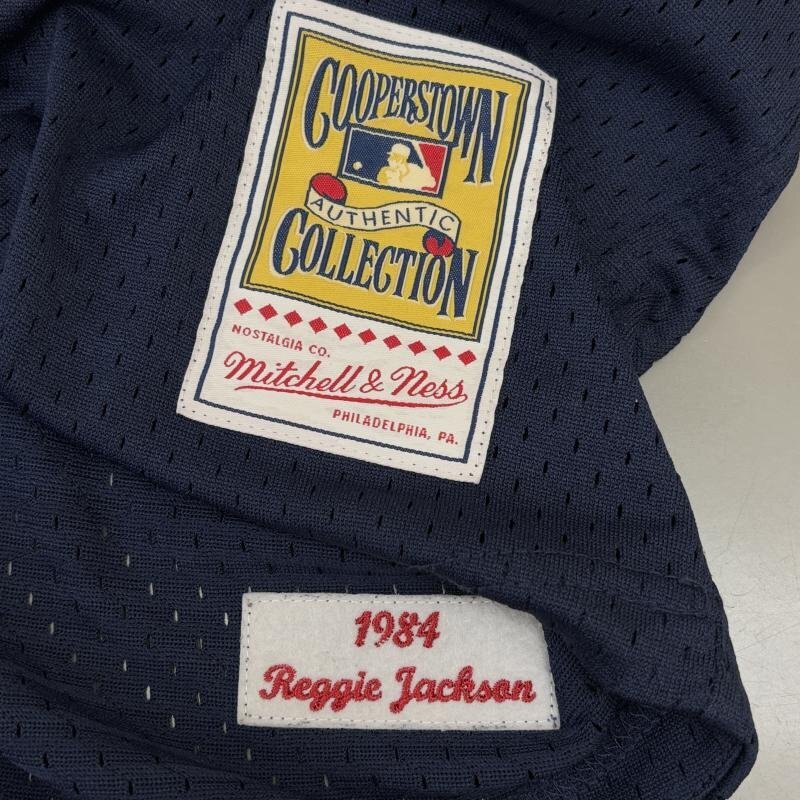 COOPERSTOWN
AUTHENTIC
COLLECTION
NOSTALGIA CO.
Mitchell & Ness
PHILADELPHIA, PA.
1984
Reggie Jackson